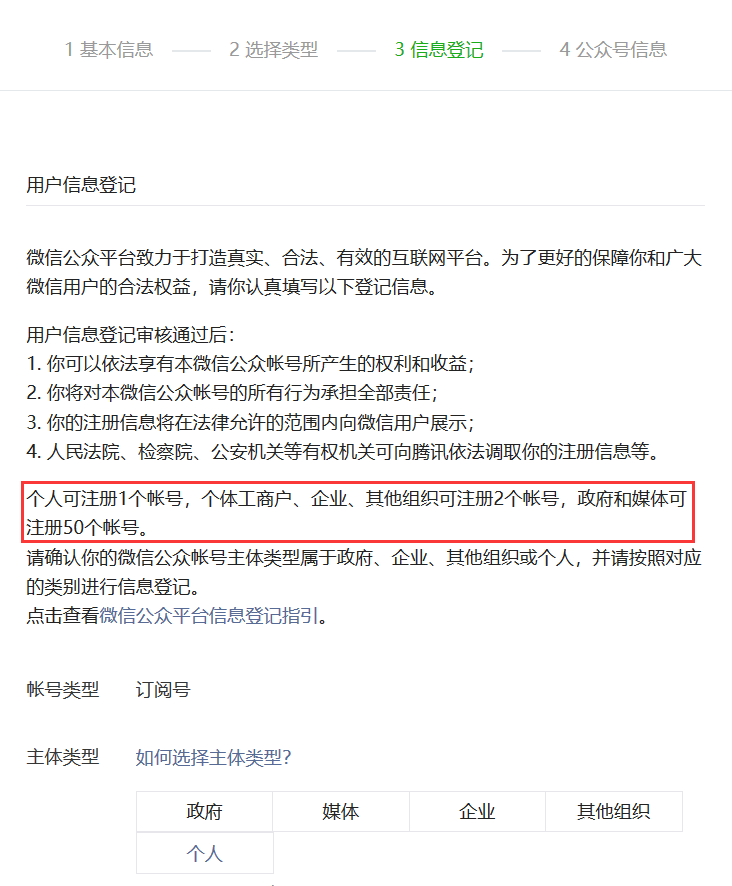 1 基本信息 2 选择类型 3 信息登记 4 公众号信息
用户信息登记
微信公众平台致力于打造真实、合法、有效的互联网平台。为了更好的保障你和广大
微信用户的合法权益，请你认真填写以下登记信息。
用户信息登记审核通过后：
1. 你可以依法享有本微信公众帐号所产生的权利和收益；
2. 你将对本微信公众帐号的所有行为承担全部责任；
3. 你的注册信息将在法律允许的范围内向微信用户展示；
4. 人民法院、检察院、公安机关等有权机关可向腾讯依法调取你的注册信息等。
个人可注册1个帐号，个体工商户、企业、其他组织可注册2个帐号，政府和媒体可
注册50个帐号。
请确认你的微信公众帐号主体类型属于政府、企业、其他组织或个人，并请按照对应
的类别进行信息登记。
点击查看微信公众平台信息登记指引。
帐号类型 订阅号
主体类型 如何选择主体类型？
政府 媒体 企业 其他组织
个人